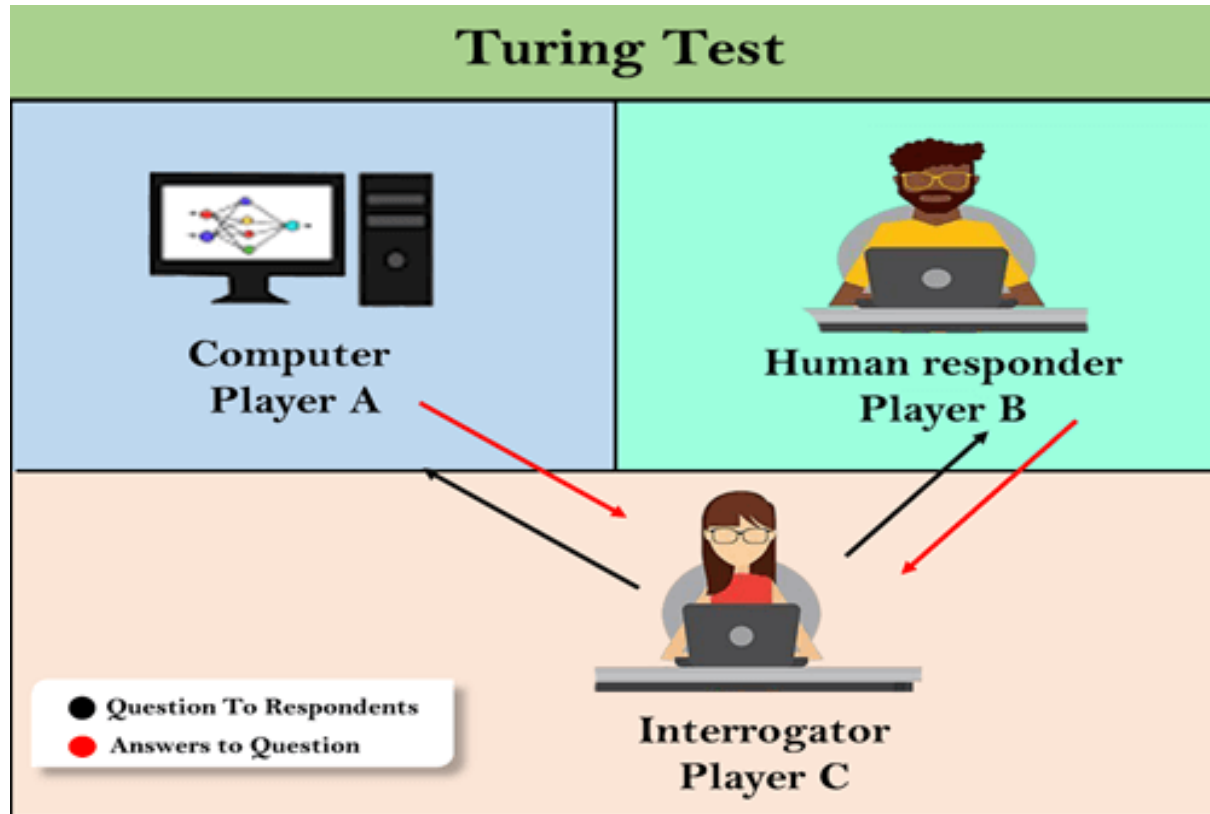 Turing Test
Computer
Player A
Human responder
Player B
Question To Respondents
Answers to Question
Interrogator
Player C